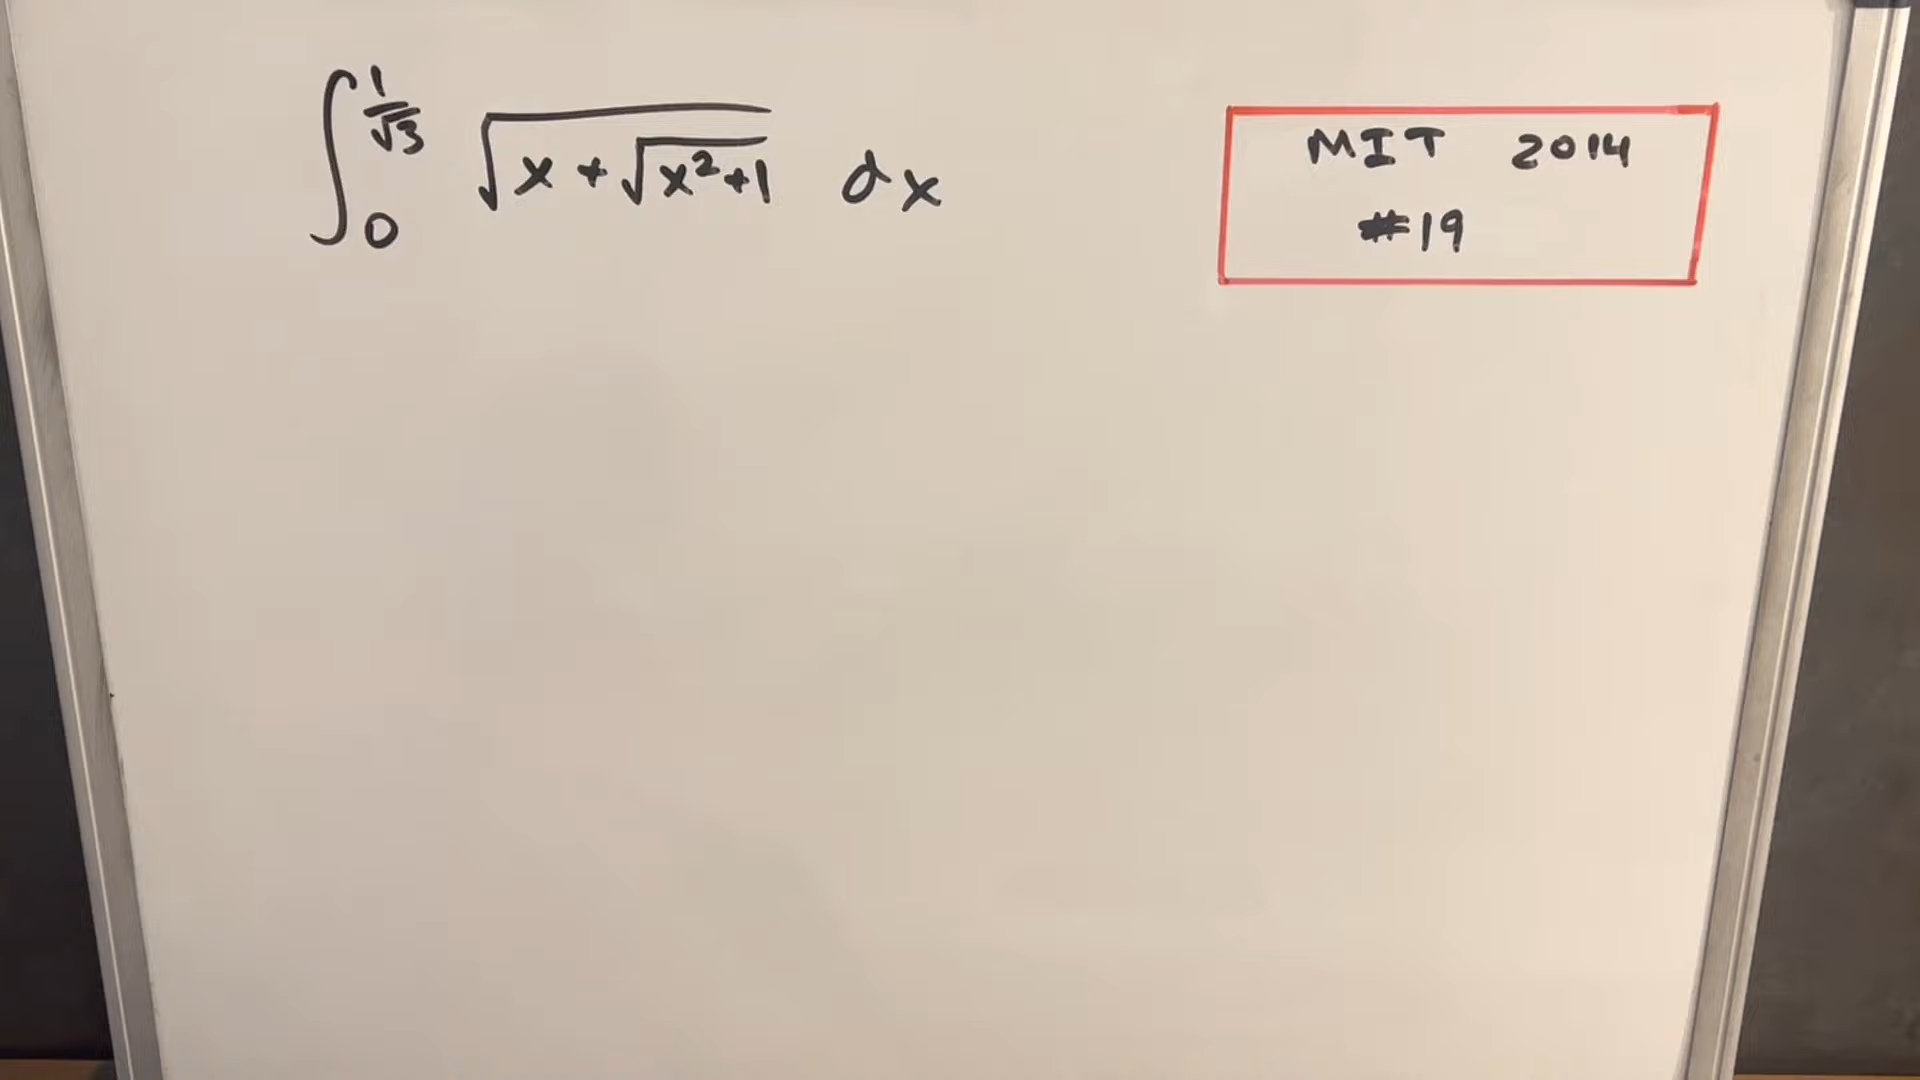 ∫₀^{1/√3} √(x + √(x²+1)) dx
MIT 2014
#19